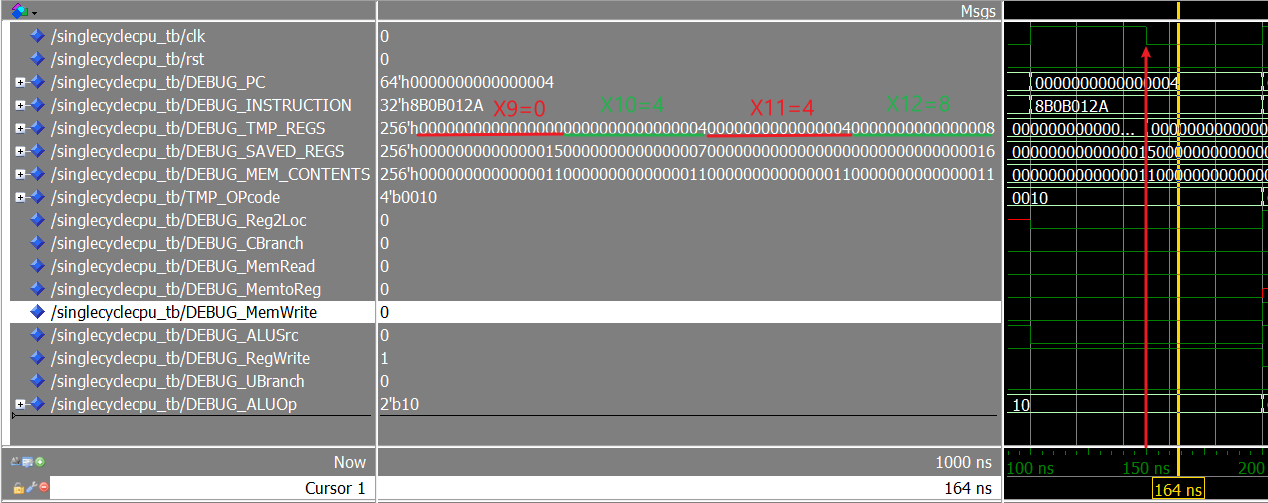 Msgs
/singlecyclecpu_tb/clk 0
/singlecyclecpu_tb/rst 0
/singlecyclecpu_tb/DEBUG_PC 64'h0000000000000004 0000000000000004
/singlecyclecpu_tb/DEBUG_INSTRUCTION 32'h8B0B012A X9=0 X10=4 X11=4 X12=8 8B0B012A
/singlecyclecpu_tb/DEBUG_TMP_REGS 256'h0000000000000000000000000000000400000000000000040000000000000008 000000000000... 0000000000000
/singlecyclecpu_tb/DEBUG_SAVED_REGS 256'h0000000000000015000000000000000700000000000000000000000000000016 00000000000000150000000000
/singlecyclecpu_tb/DEBUG_MEM_CONTENTS 256'h0000000000000011000000000000001100000000000000110000000000000011 00000000000000110000000000
/singlecyclecpu_tb/TMP_OPcode 4'b0010 0010
/singlecyclecpu_tb/DEBUG_Reg2Loc 0
/singlecyclecpu_tb/DEBUG_CBranch 0
/singlecyclecpu_tb/DEBUG_MemRead 0
/singlecyclecpu_tb/DEBUG_MemtoReg 0
/singlecyclecpu_tb/DEBUG_MemWrite 0
/singlecyclecpu_tb/DEBUG_ALUSrc 0
/singlecyclecpu_tb/DEBUG_RegWrite 1
/singlecyclecpu_tb/DEBUG_UBranch 0
/singlecyclecpu_tb/DEBUG_ALUOp 2'b10 10
Now 1000 ns 100 ns 150 ns 200
Cursor 1 164 ns 164 ns